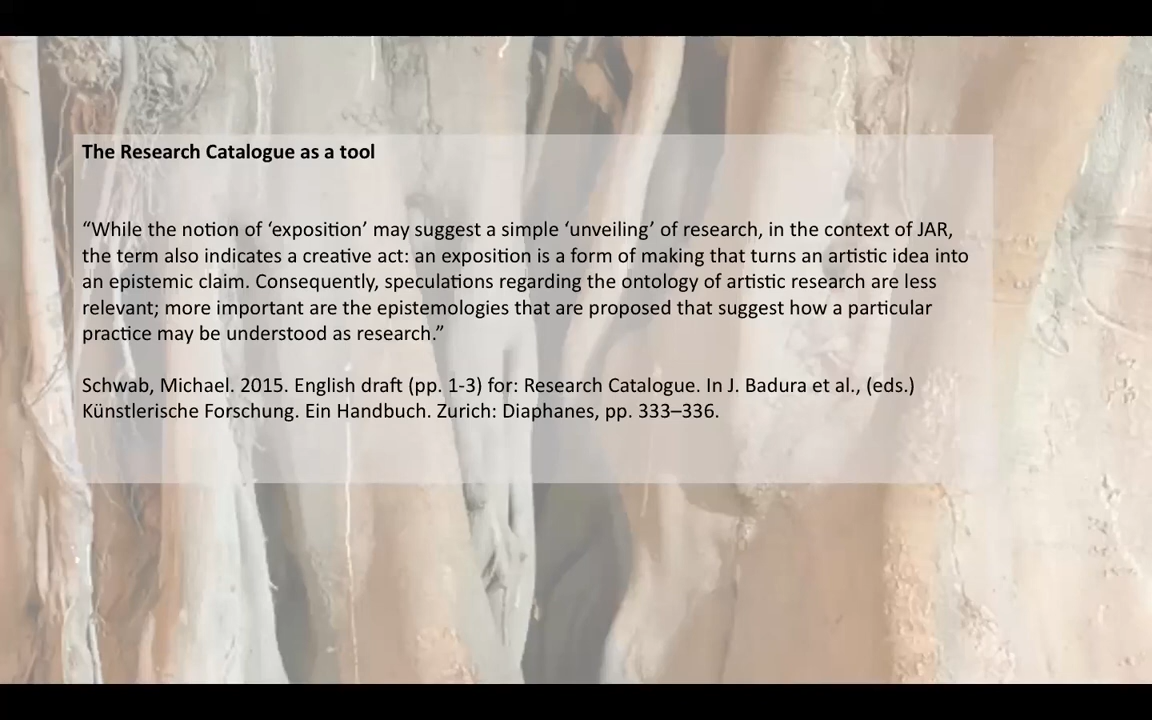 The Research Catalogue as a tool
“While the notion of ‘exposition’ may suggest a simple ‘unveiling’ of research, in the context of JAR,
the term also indicates a creative act: an exposition is a form of making that turns an artistic idea into
an epistemic claim. Consequently, speculations regarding the ontology of artistic research are less
relevant; more important are the epistemologies that are proposed that suggest how a particular
practice may be understood as research.”
Schwab, Michael. 2015. English draft (pp. 1-3) for: Research Catalogue. In J. Badura et al., (eds.)
Künstlerische Forschung. Ein Handbuch. Zurich: Diaphanes, pp. 333–336.